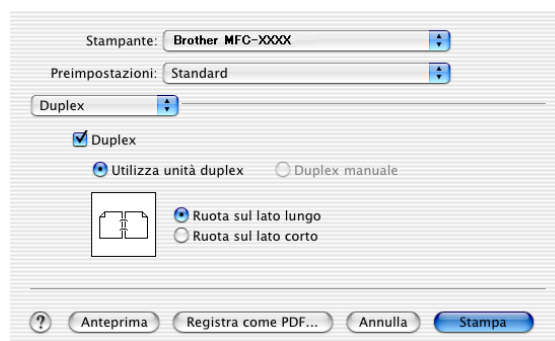 Stampante: Brother MFC-XXXX
Preimpostazioni: Standard
Duplex
Duplex
Utilizza unità duplex Duplex manuale
Ruota sul lato lungo
Ruota sul lato corto
? Anteprima Registra come PDF... Annulla Stampa